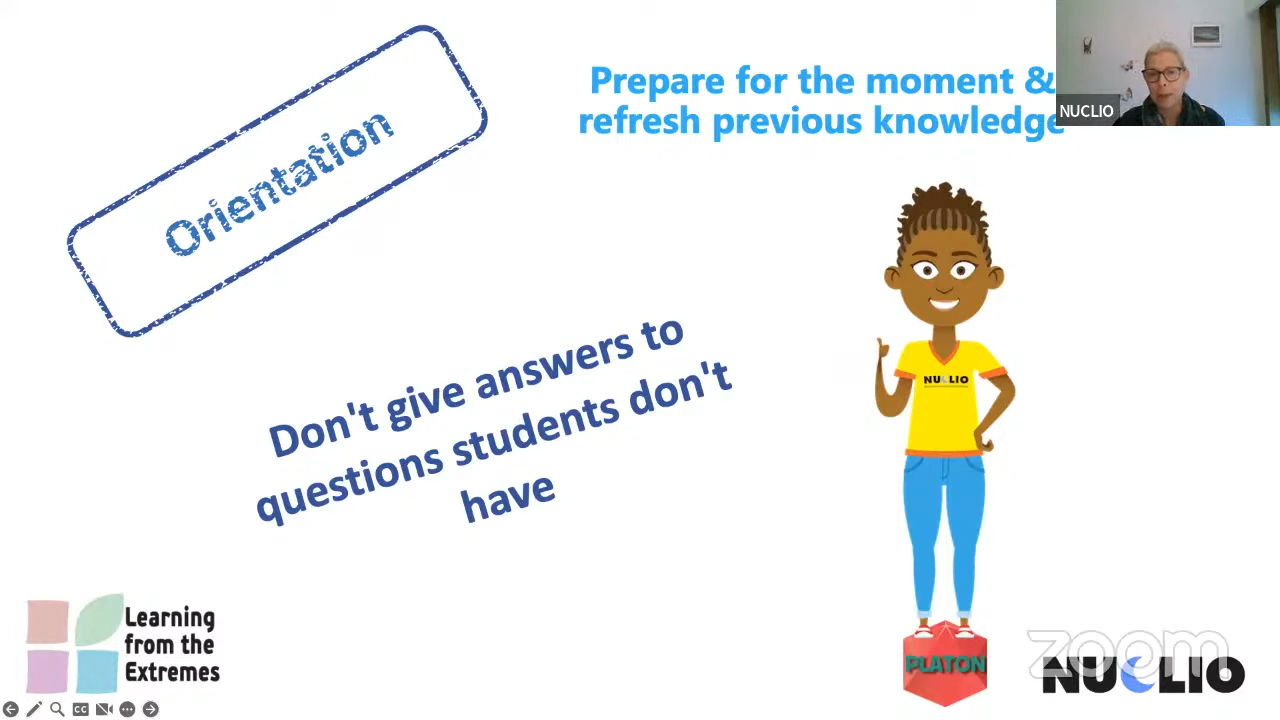 Orientation
Prepare for the moment &
refresh previous knowledge
NUCLIO
Don't give answers to
questions students don't
have
NUCLIO
Learning
from the
Extremes
PLATON
zoom
NUCLIO
CC